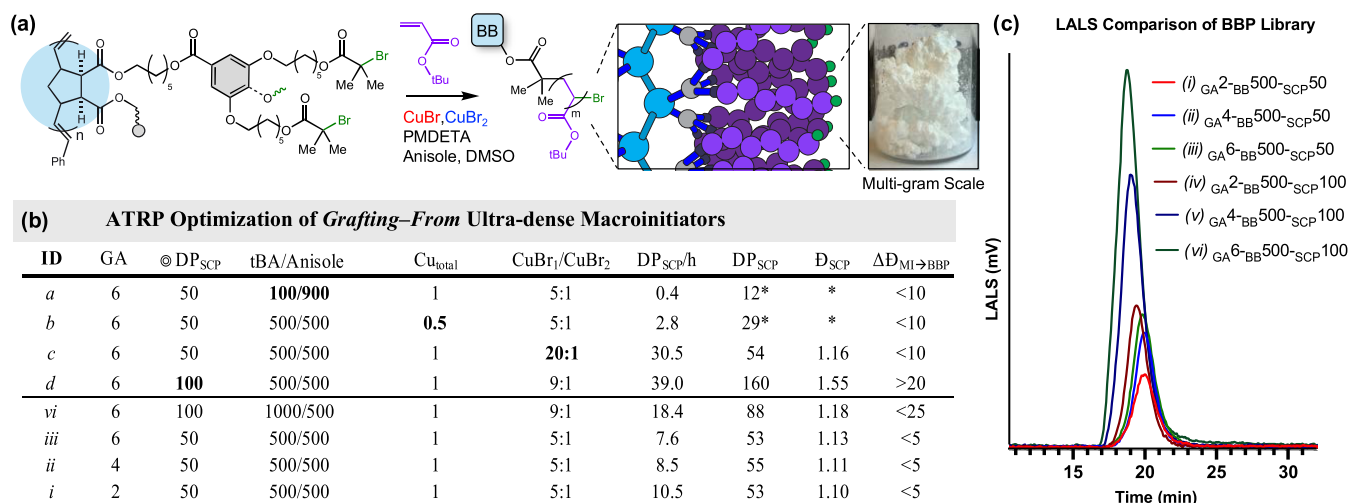 (a)
H
H
O
O
O
O
5
O
O
O
5
O
O
Br
Me
Me
O
5
O
O
Br
Me
Me
n
Ph
O
O
tBu
CuBr,CuBr2
PMDETA
Anisole, DMSO
BB
O
O
Me
Me
Br
m
O
O
tBu
Multi-gram Scale
(b) ATRP Optimization of Grafting–From Ultra-dense Macroinitiators
ID GA ◎ DPSCP tBA/Anisole Cutotal CuBr1/CuBr2 DPSCP/h DPSCP ĐSCP ΔĐMI→BBP
a 6 50 100/900 1 5:1 0.4 12* * <10
b 6 50 500/500 0.5 5:1 2.8 29* * <10
c 6 50 500/500 1 20:1 30.5 54 1.16 <10
d 6 100 500/500 1 9:1 39.0 160 1.55 >20
vi 6 100 1000/500 1 9:1 18.4 88 1.18 <25
iii 6 50 500/500 1 5:1 7.6 53 1.13 <5
ii 4 50 500/500 1 5:1 8.5 55 1.11 <5
i 2 50 500/500 1 5:1 10.5 53 1.10 <5
(c) LALS Comparison of BBP Library
(i) GA2-BB500-SCP50
(ii) GA4-BB500-SCP50
(iii) GA6-BB500-SCP50
(iv) GA2-BB500-SCP100
(v) GA4-BB500-SCP100
(vi) GA6-BB500-SCP100
LALS (mV)
15 20 25 30
Time (min)